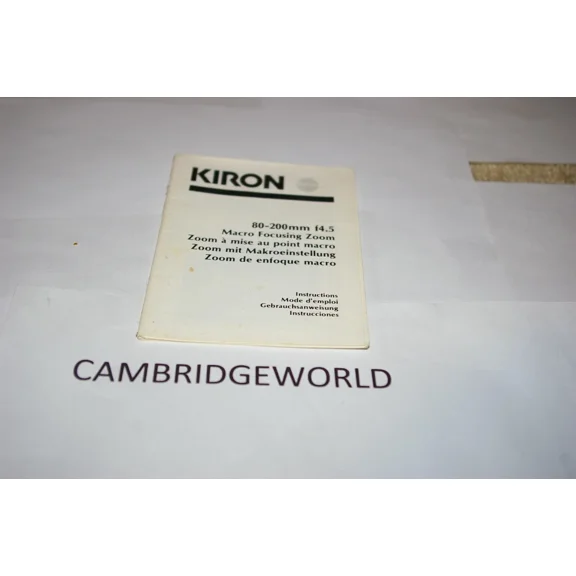 KIRON
80-200mm f4.5
Macro Focusing Zoom
Zoom à mise au point macro
Zoom mit Makroeinstellung
Zoom de enfoque macro
Instructions
Mode d'emploi
Gebrauchsanweisung
Instrucciones
CAMBRIDGEWORLD